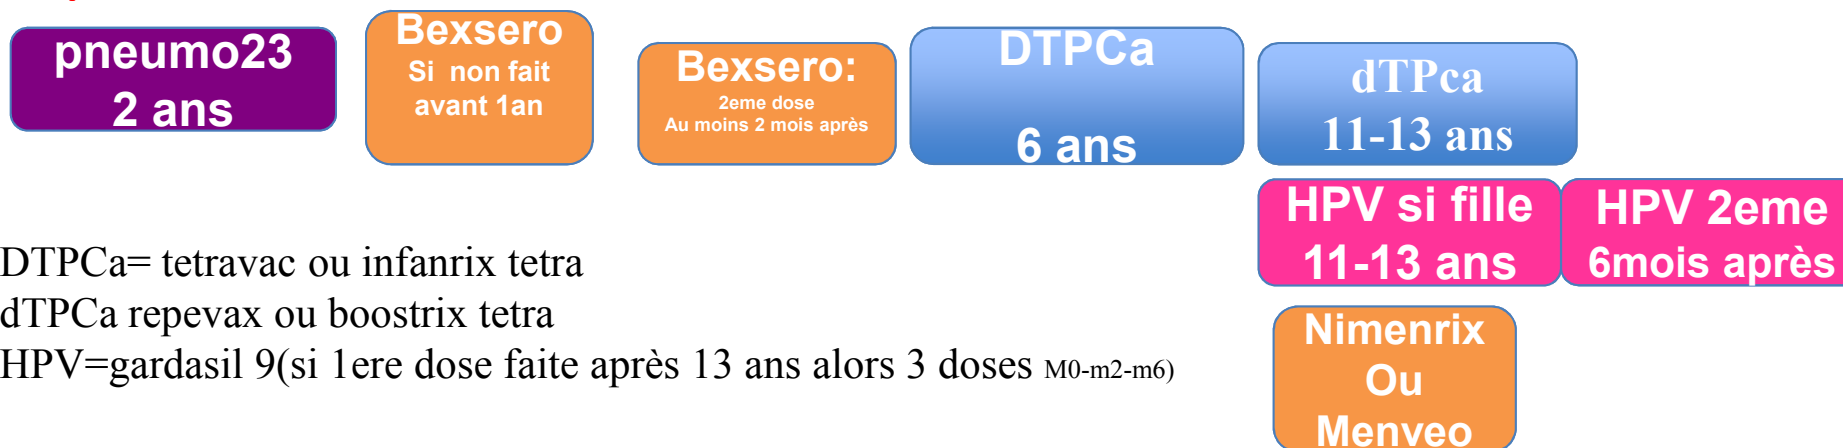 pneumo23
2 ans
Bexsero
Si non fait
avant 1an
Bexsero:
2eme dose
Au moins 2 mois après
DTPCa
6 ans
dTPca
11-13 ans
HPV si fille
11-13 ans
HPV 2eme
6mois après
DTPCa= tetravac ou infanrix tetra
dTPCa repevax ou boostrix tetra
HPV=gardasil 9(si 1ere dose faite après 13 ans alors 3 doses M0-m2-m6)
Nimenrix
Ou
Menveo